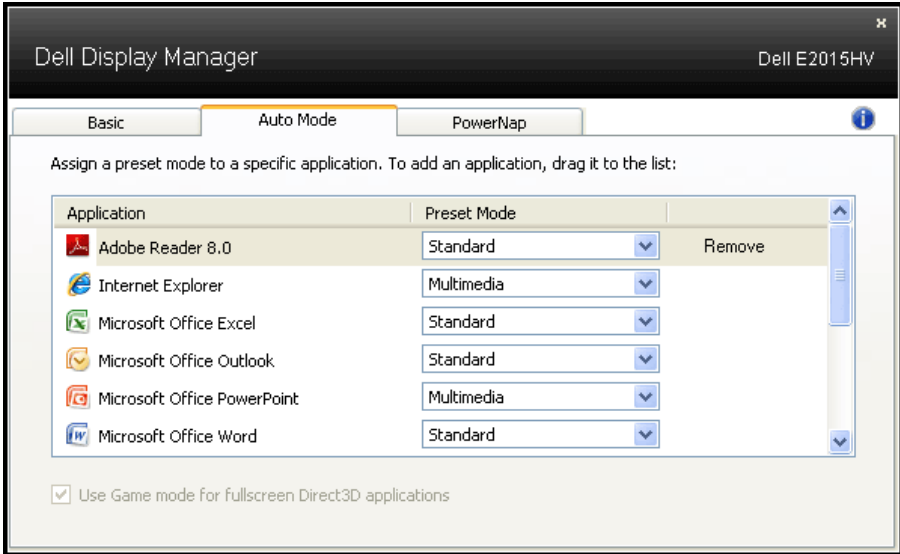 Dell Display Manager
Dell E2015HV
Basic
Auto Mode
PowerNap
Assign a preset mode to a specific application. To add an application, drag it to the list:
Application Preset Mode
Adobe Reader 8.0 Standard Remove
Internet Explorer Multimedia
Microsoft Office Excel Standard
Microsoft Office Outlook Standard
Microsoft Office PowerPoint Multimedia
Microsoft Office Word Standard
Use Game mode for fullscreen Direct3D applications